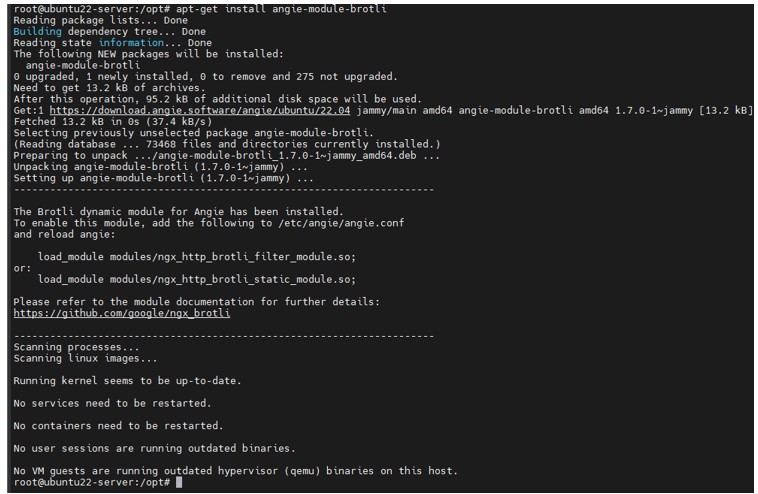 root@ubuntu22-server:/opt# apt-get install angie-module-brotli
Reading package lists... Done
Building dependency tree... Done
Reading state information... Done
The following NEW packages will be installed:
  angie-module-brotli
0 upgraded, 1 newly installed, 0 to remove and 275 not upgraded.
Need to get 13.2 kB of archives.
After this operation, 95.2 kB of additional disk space will be used.
Get:1 https://download.angie.software/angie/ubuntu/22.04 jammy/main amd64 angie-module-brotli amd64 1.7.0-1~jammy [13.2 kB]
Fetched 13.2 kB in 0s (37.4 kB/s)
Selecting previously unselected package angie-module-brotli.
(Reading database ... 73468 files and directories currently installed.)
Preparing to unpack .../angie-module-brotli_1.7.0-1~jammy_amd64.deb ...
Unpacking angie-module-brotli (1.7.0-1~jammy) ...
Setting up angie-module-brotli (1.7.0-1~jammy) ...
----------------------------------------------------------------------

The Brotli dynamic module for Angie has been installed.
To enable this module, add the following to /etc/angie/angie.conf
and reload angie:

    load_module modules/ngx_http_brotli_filter_module.so;
or:
    load_module modules/ngx_http_brotli_static_module.so;

Please refer to the module documentation for further details:
https://github.com/google/ngx_brotli

----------------------------------------------------------------------
Scanning processes...
Scanning linux images...

Running kernel seems to be up-to-date.

No services need to be restarted.

No containers need to be restarted.

No user sessions are running outdated binaries.

No VM guests are running outdated hypervisor (qemu) binaries on this host.
root@ubuntu22-server:/opt#